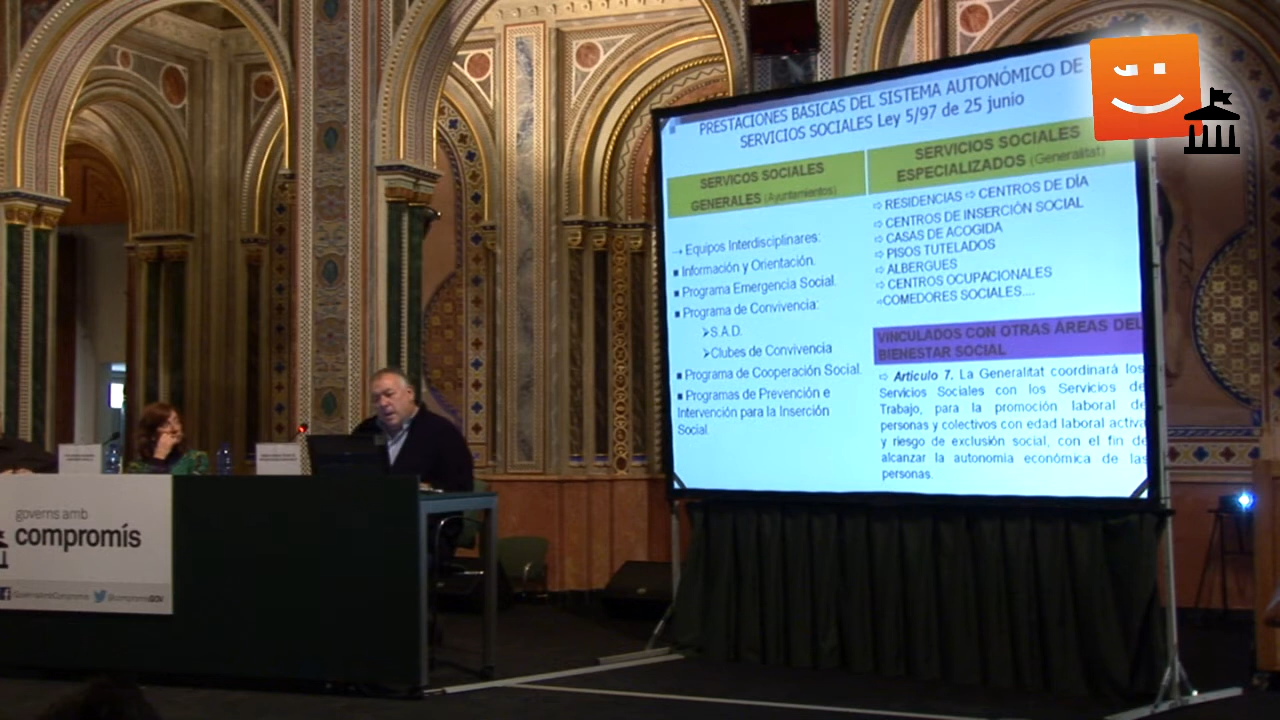 PRESTACIONES BÁSICAS DEL SISTEMA AUTONÓMICO DE
SERVICIOS SOCIALES Ley 5/97 de 25 junio
SERVICOS SOCIALES
GENERALES (Ayuntamientos)
→ Equipos Interdisciplinares:
■ Información y Orientación.
■ Programa Emergencia Social.
■ Programa de Convivencia:
➢S.A.D.
➢Clubes de Convivencia
■ Programa de Cooperación Social.
■ Programas de Prevención e
Intervención para la Inserción
Social.
SERVICIOS SOCIALES
ESPECIALIZADOS (Generalitat)
⇨ RESIDENCIAS ⇨ CENTROS DE DÍA
⇨ CENTROS DE INSERCIÓN SOCIAL
⇨ CASAS DE ACOGIDA
⇨ PISOS TUTELADOS
⇨ ALBERGUES
⇨ CENTROS OCUPACIONALES
⇨COMEDORES SOCIALES....
VINCULADOS CON OTRAS ÁREAS DEL
BIENESTAR SOCIAL
⇨ Artículo 7. La Generalitat coordinará los
Servicios Sociales con los Servicios de
Trabajo, para la promoción laboral de
personas y colectivos con edad laboral activa
y riesgo de exclusión social, con el fin de
alcanzar la autonomía económica de las
personas.
governs amb
compromís
@compromisGOV